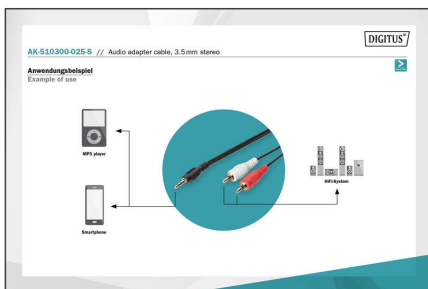 DIGITUS®
AK-510300-025-S // Audio adapter cable, 3.5mm stereo
Anwendungsbeispiel
Example of use
MP3 player
HiFi-System
Smartphone